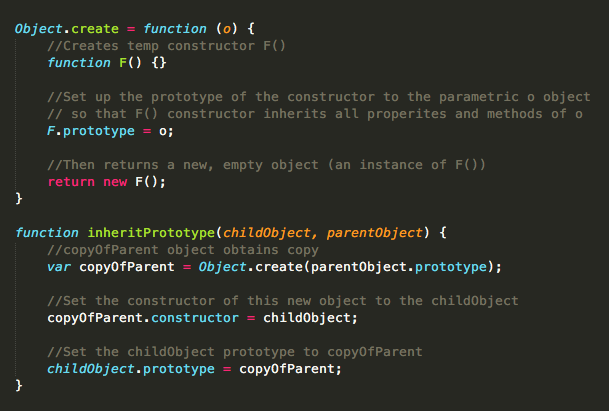 Object.create = function (o) {
//Creates temp constructor F()
function F() {}
//Set up the prototype of the constructor to the parametric o object
// so that F() constructor inherits all properites and methods of o
F.prototype = o;
//Then returns a new, empty object (an instance of F())
return new F();
}
function inheritPrototype(childObject, parentObject) {
//copyOfParent object obtains copy
var copyOfParent = Object.create(parentObject.prototype);
//Set the constructor of this new object to the childObject
copyOfParent.constructor = childObject;
//Set the childObject prototype to copyOfParent
childObject.prototype = copyOfParent;
}